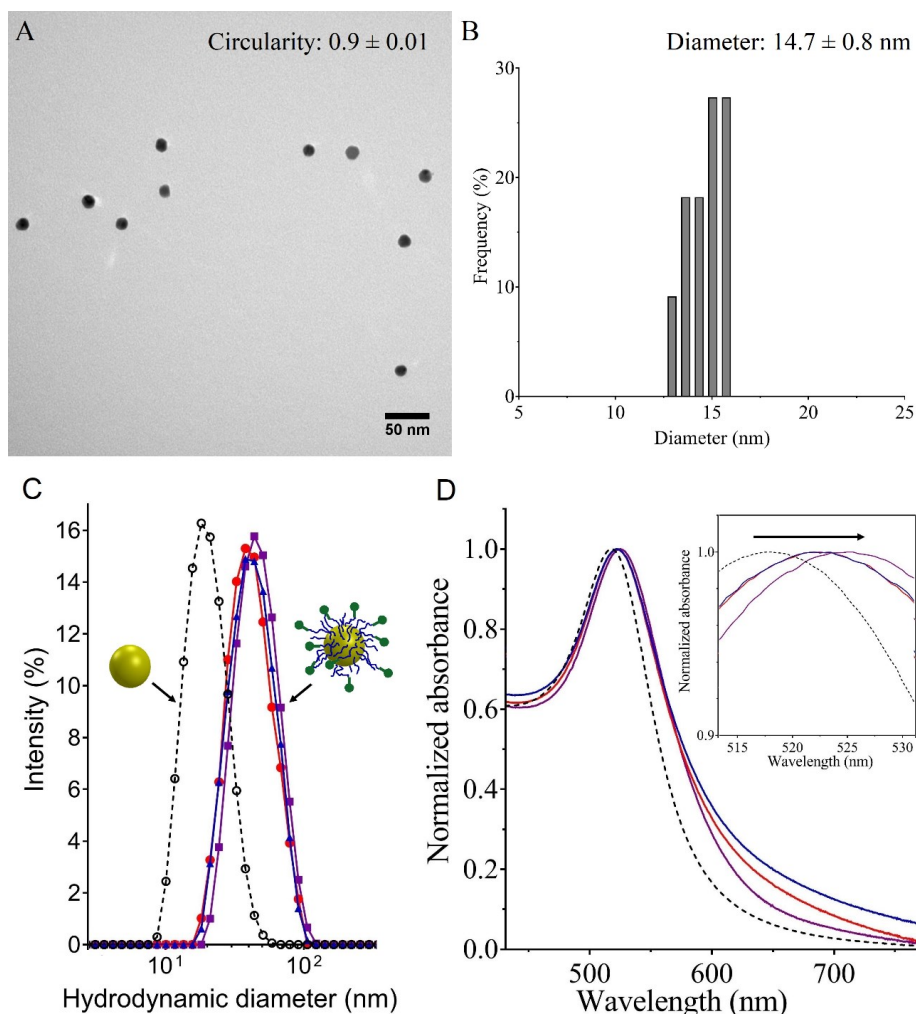 A
Circularity: 0.9 ± 0.01
50 nm
B
Diameter: 14.7 ± 0.8 nm
30
20
10
0
Frequency (%)
5
10
15
20
25
Diameter (nm)
C
16
14
12
10
8
6
4
2
0
Intensity (%)
10¹
10²
Hydrodynamic diameter (nm)
D
1.0
0.8
0.6
0.4
0.2
0.0
Normalized absorbance
500
600
700
Wavelength (nm)
1.0
0.9
Normalized absorbance
515
520
525
530
Wavelength (nm)